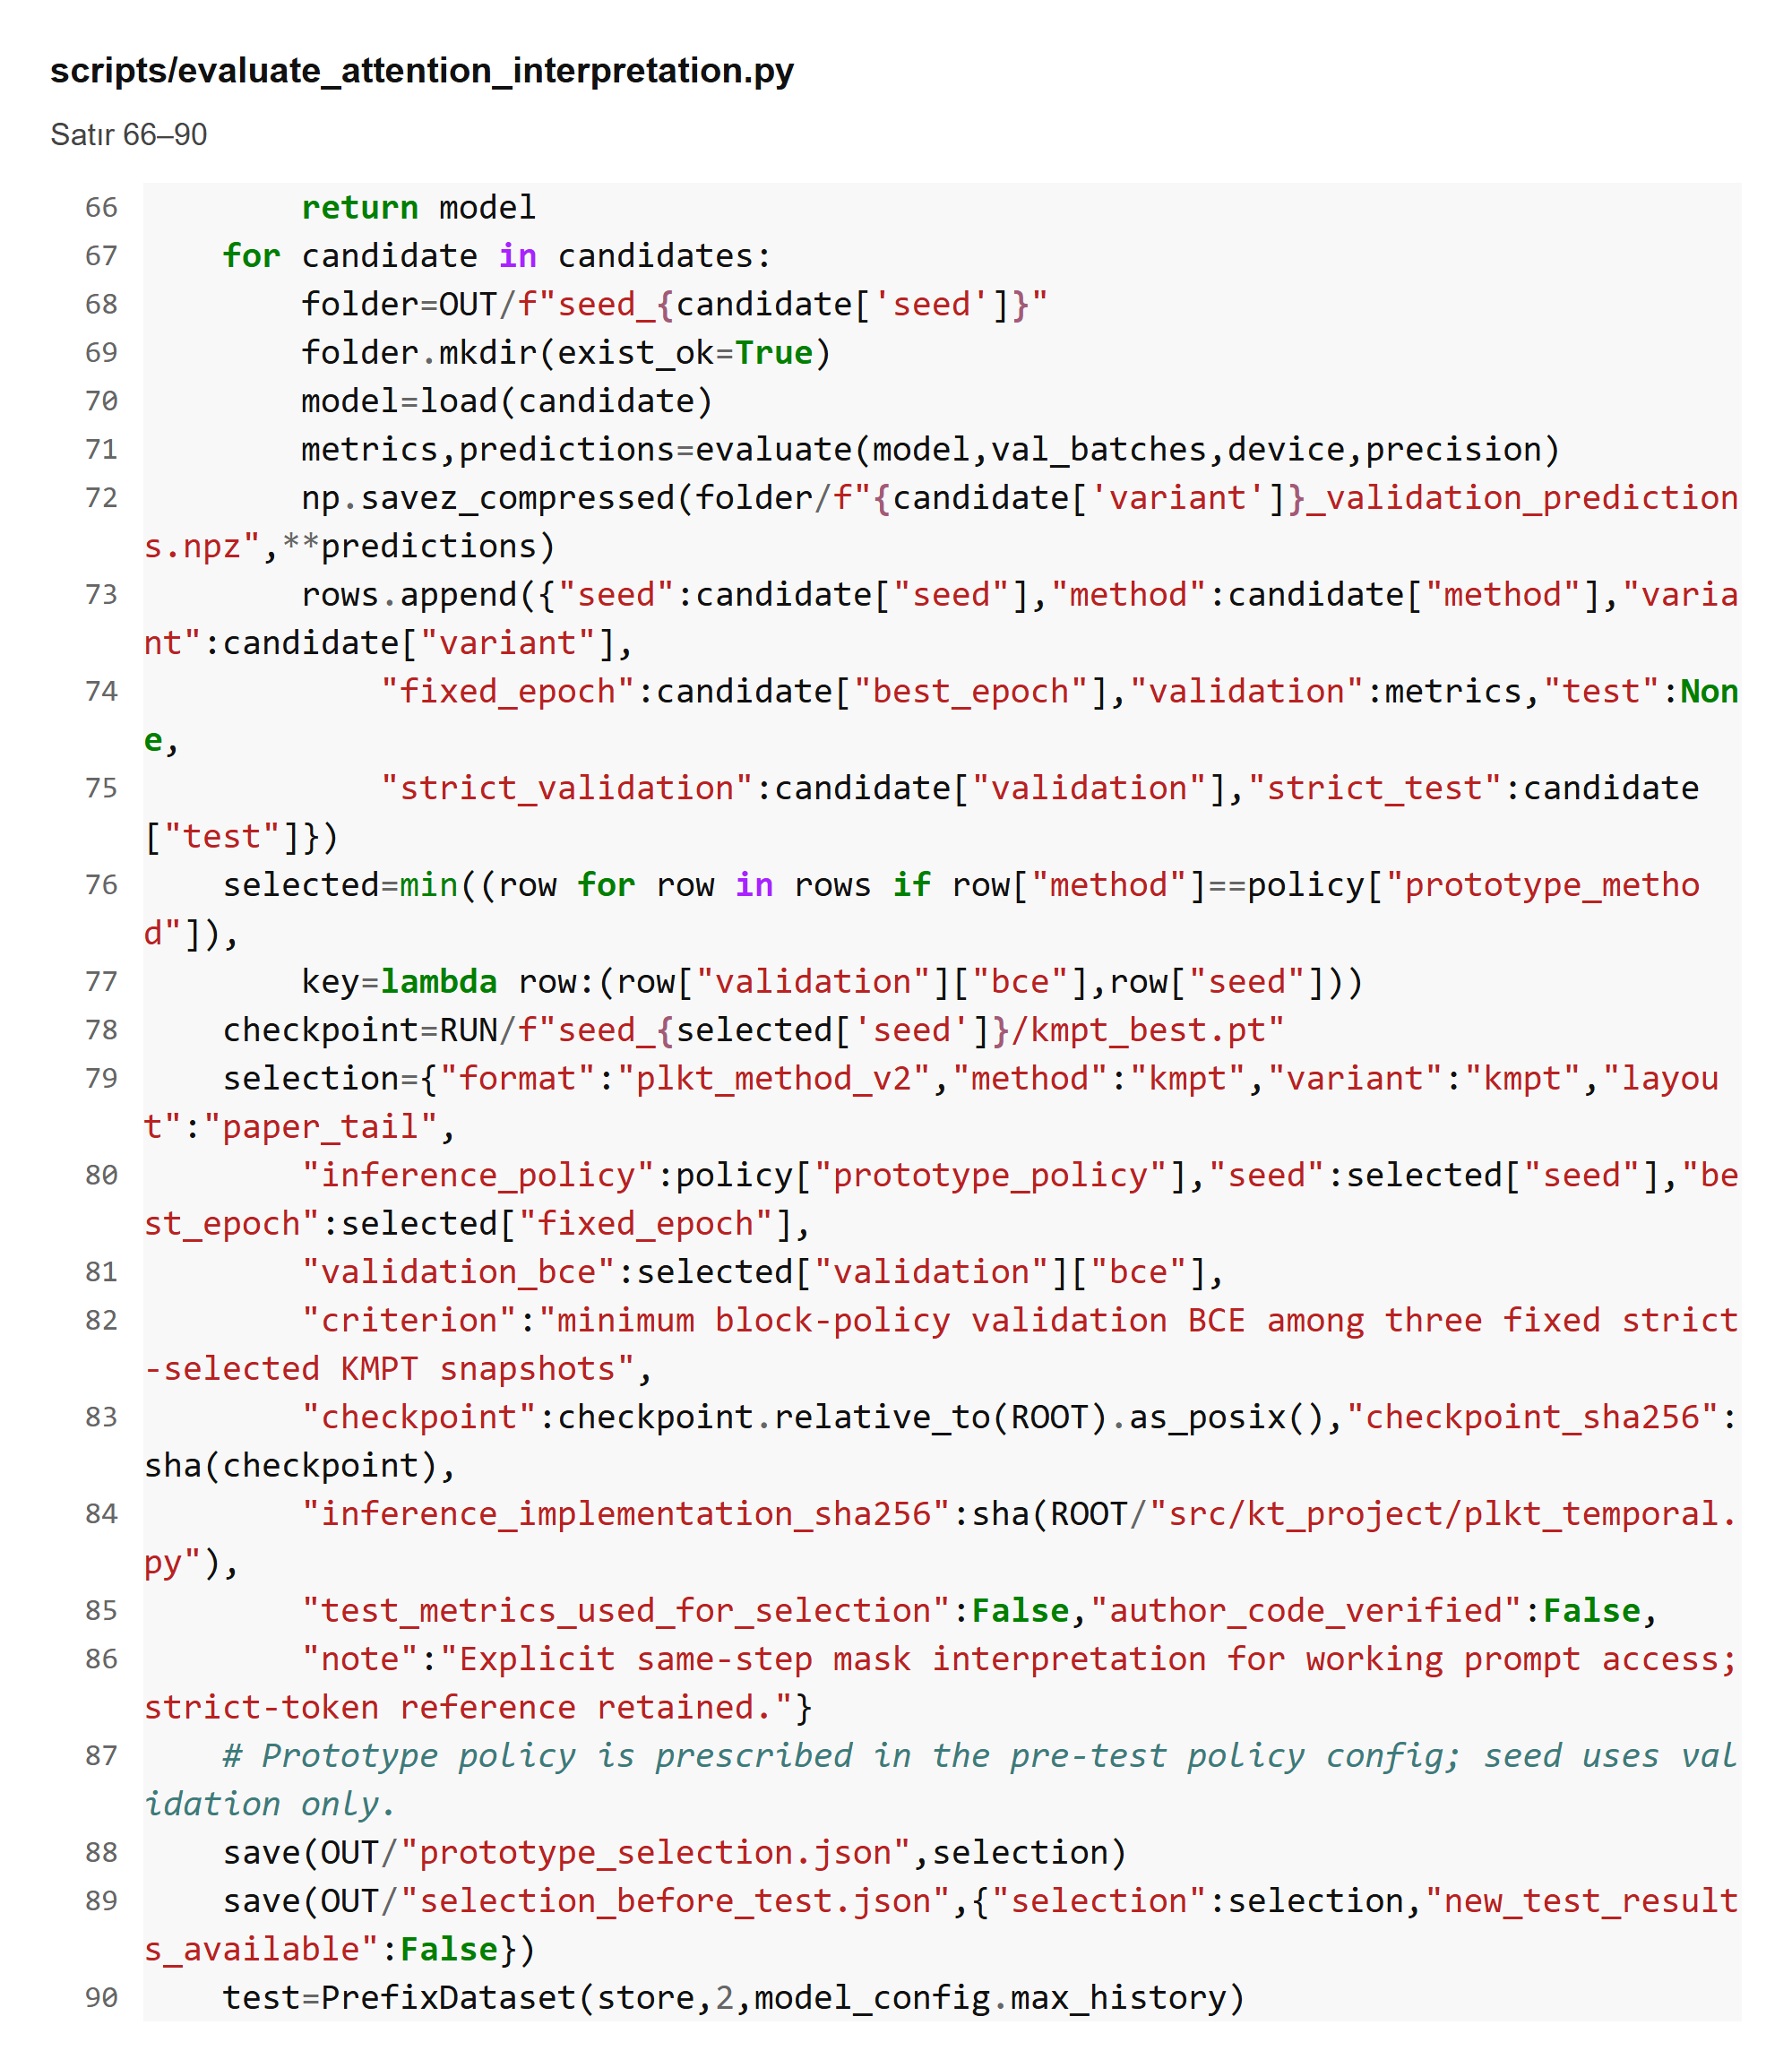 scripts/evaluate_attention_interpretation.py
Satır 66–90
66         return model
67     for candidate in candidates:
68         folder=OUT/f"seed_{candidate['seed']}"
69         folder.mkdir(exist_ok=True)
70         model=load(candidate)
71         metrics,predictions=evaluate(model,val_batches,device,precision)
72         np.savez_compressed(folder/f"{candidate['variant']}_validation_prediction
s.npz",**predictions)
73         rows.append({"seed":candidate["seed"],"method":candidate["method"],"varia
nt":candidate["variant"],
74             "fixed_epoch":candidate["best_epoch"],"validation":metrics,"test":Non
e,
75             "strict_validation":candidate["validation"],"strict_test":candidate
["test"]})
76     selected=min((row for row in rows if row["method"]==policy["prototype_metho
d"]),
77         key=lambda row:(row["validation"]["bce"],row["seed"]))
78     checkpoint=RUN/f"seed_{selected['seed']}/kmpt_best.pt"
79     selection={"format":"plkt_method_v2","method":"kmpt","variant":"kmpt","layou
t":"paper_tail",
80         "inference_policy":policy["prototype_policy"],"seed":selected["seed"],"be
st_epoch":selected["fixed_epoch"],
81         "validation_bce":selected["validation"]["bce"],
82         "criterion":"minimum block-policy validation BCE among three fixed strict
-selected KMPT snapshots",
83         "checkpoint":checkpoint.relative_to(ROOT).as_posix(),"checkpoint_sha256":
sha(checkpoint),
84         "inference_implementation_sha256":sha(ROOT/"src/kt_project/plkt_temporal.
py"),
85         "test_metrics_used_for_selection":False,"author_code_verified":False,
86         "note":"Explicit same-step mask interpretation for working prompt access;
strict-token reference retained."}
87     # Prototype policy is prescribed in the pre-test policy config; seed uses val
idation only.
88     save(OUT/"prototype_selection.json",selection)
89     save(OUT/"selection_before_test.json",{"selection":selection,"new_test_result
s_available":False})
90     test=PrefixDataset(store,2,model_config.max_history)